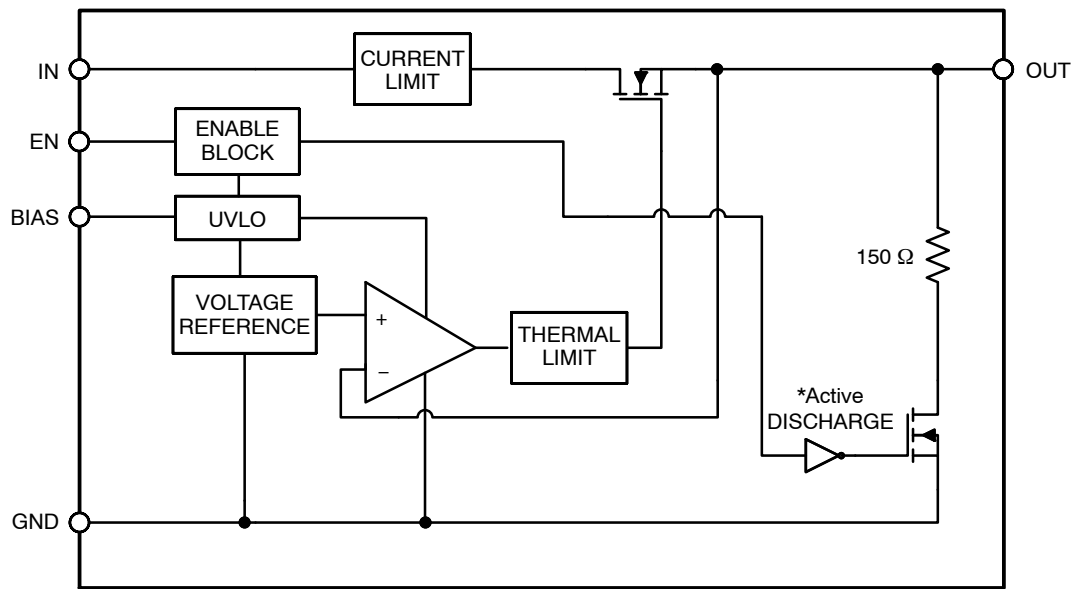 IN
CURRENT
LIMIT
OUT
EN
ENABLE
BLOCK
BIAS
UVLO
150 Ω
VOLTAGE
REFERENCE
+
−
THERMAL
LIMIT
*Active
DISCHARGE
GND